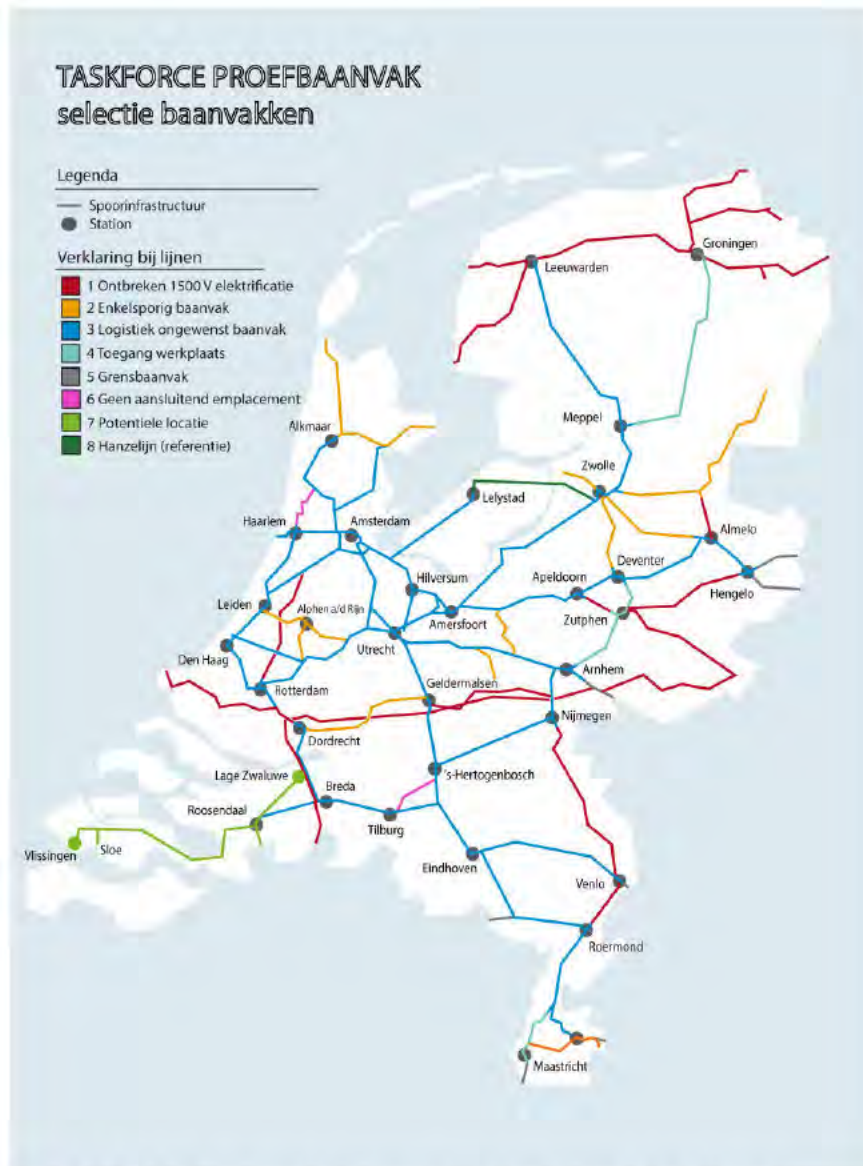 TASKFORCE PROEFBAANVAK
selectie baanvakken
Legenda
Spoorinfrastructuur
Station
Verklaring bij lijnen
1 Ontbreken 1500 V elektrificatie
2 Enkelsporig baanvak
3 Logistiek ongewenst baanvak
4 Toegang werkplaats
5 Grensbaanvak
6 Geen aansluitend emplacement
7 Potentiele locatie
8 Hanzelijn (referentie)
Groningen
Leeuwarden
Meppel
Alkmaar
Zwolle
Lelystad
Haarlem
Amsterdam
Almelo
Hilversum
Deventer
Apeldoorn
Hengelo
Leiden
Alphen a/d Rijn
Amersfoort
Zutphen
Utrecht
Den Haag
Arnhem
Geldermalsen
Rotterdam
Nijmegen
Dordrecht
Lage Zwaluwe
's-Hertogenbosch
Breda
Roosendaal
Tilburg
Vlissingen
Sloe
Eindhoven
Venlo
Roermond
Maastricht